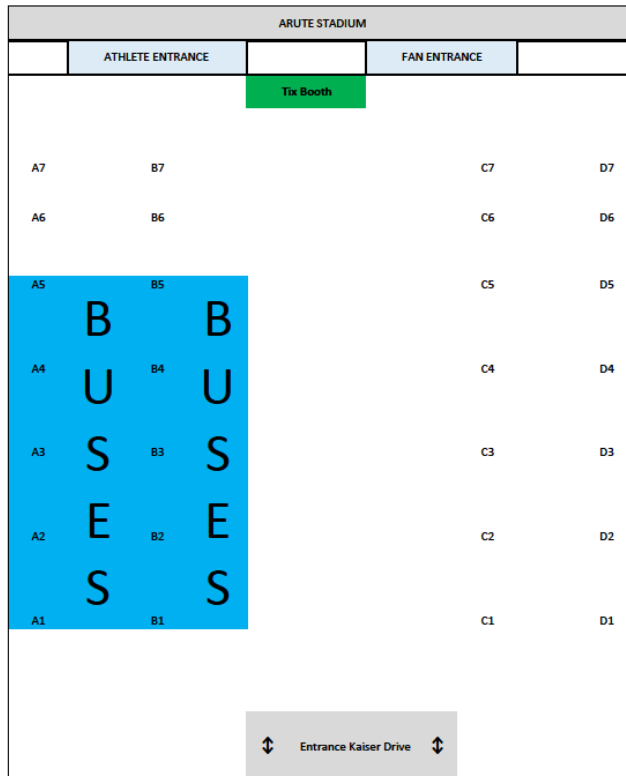 ARUTE STADIUM
ATHLETE ENTRANCE FAN ENTRANCE
Tix Booth
A7 B7 C7 D7
A6 B6 C6 D6
A5 B5 C5 D5
B B
A4 B4 C4 D4
U U
A3 S B3 S C3 D3
E E
A2 B2 C2 D2
S S
A1 B1 C1 D1
↕ Entrance Kaiser Drive ↕